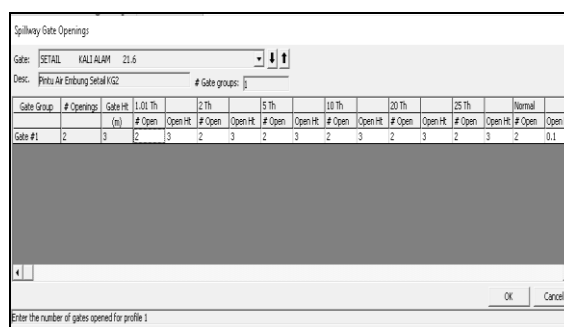 Spillway Gate Openings
Gate: SETAIL KALI ALAM 21.6
Desc. Pintu Air Embung Setail KG2 # Gate groups: 1
Gate Group # Openings Gate Ht 1.01 Th 2 Th 5 Th 10 Th 20 Th 25 Th Normal
(m) # Open Open Ht # Open Open Ht # Open Open Ht # Open Open Ht # Open Open Ht # Open Open Ht # Open Open
Gate #1 2 3 2 3 2 3 2 3 2 3 2 3 2 3 2 0.1
OK Cancel
Enter the number of gates opened for profile 1